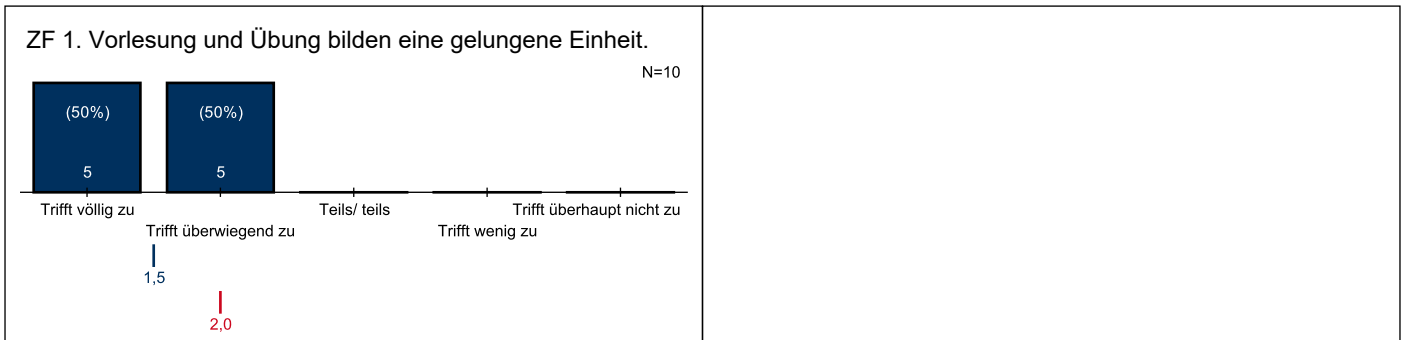 ZF 1. Vorlesung und Übung bilden eine gelungene Einheit.
N=10
(50%) (50%)
5 5
Trifft völlig zu Teils/ teils Trifft überhaupt nicht zu
Trifft überwiegend zu Trifft wenig zu
1,5
2,0